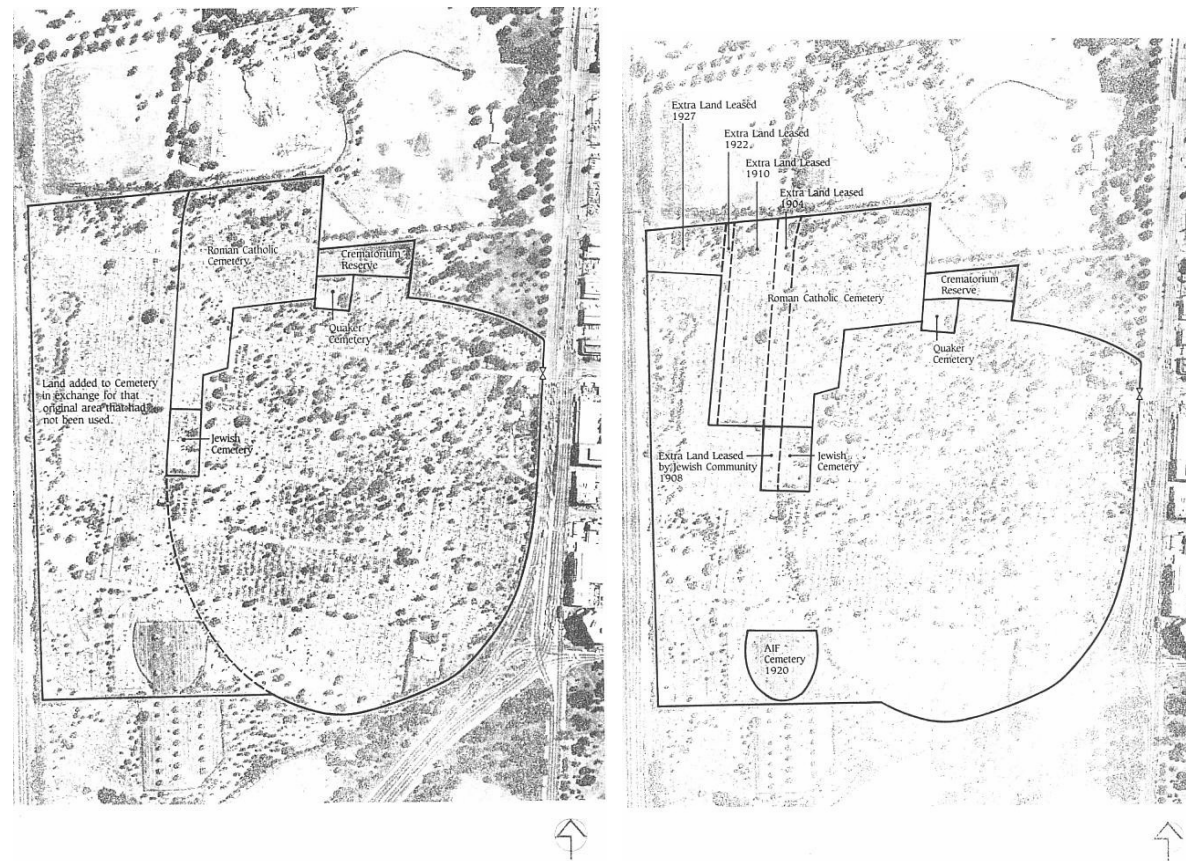 Roman Catholic
Cemetery
Crematorium
Reserve
Quaker
Cemetery
Land added to Cemetery
in exchange for that
original area that had
not been used.
Jewish
Cemetery
Extra Land Leased
1927
Extra Land Leased
1922
Extra Land Leased
1910
Extra Land Leased
1904
Roman Catholic Cemetery
Crematorium
Reserve
Quaker
Cemetery
Extra Land Leased
by Jewish Community
1908
Jewish
Cemetery
AIF
Cemetery
1920